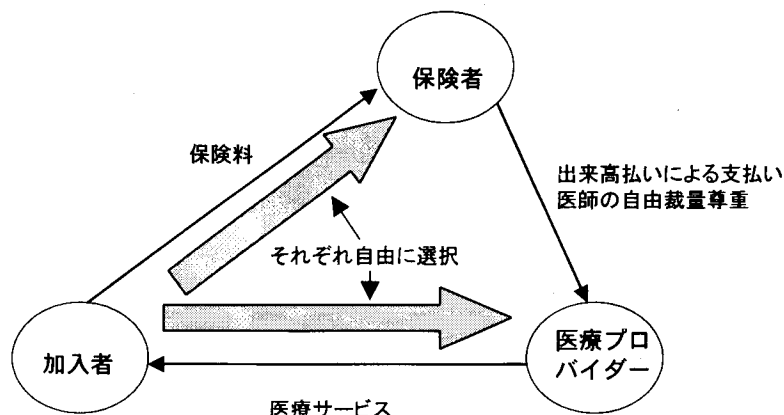 保険者
保険料
出来高払いによる支払い
医師の自由裁量尊重
それぞれ自由に選択
加入者
医療プロ
バイダー
医療サービス